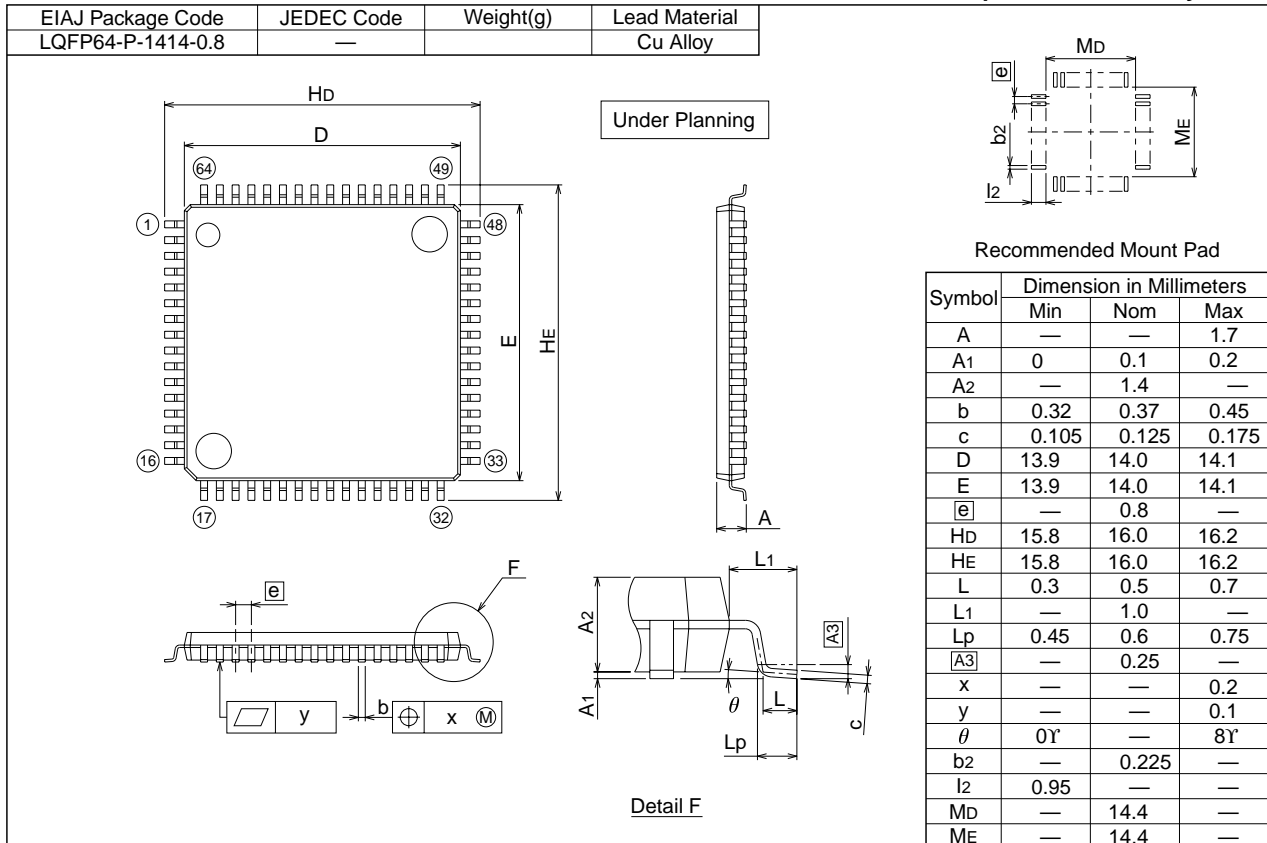 EIAJ Package Code JEDEC Code Weight(g) Lead Material
LQFP64-P-1414-0.8 — Cu Alloy
HD
D
Under Planning
64 49
1 48
E
HE
16 33
17 32
A
MD
e
b2
ME
l2
Recommended Mount Pad
Symbol Dimension in Millimeters
Min Nom Max
A — — 1.7
A1 0 0.1 0.2
A2 — 1.4 —
b 0.32 0.37 0.45
c 0.105 0.125 0.175
D 13.9 14.0 14.1
E 13.9 14.0 14.1
e — 0.8 —
HD 15.8 16.0 16.2
HE 15.8 16.0 16.2
L 0.3 0.5 0.7
L1 — 1.0 —
Lp 0.45 0.6 0.75
A3 — 0.25 —
x — — 0.2
y — — 0.1
θ 0ϒ — 8ϒ
b2 — 0.225 —
l2 0.95 — —
MD — 14.4 —
ME — 14.4 —
e
F
y
b
x M
L1
A2
A3
A1
θ
L
c
Lp
Detail F